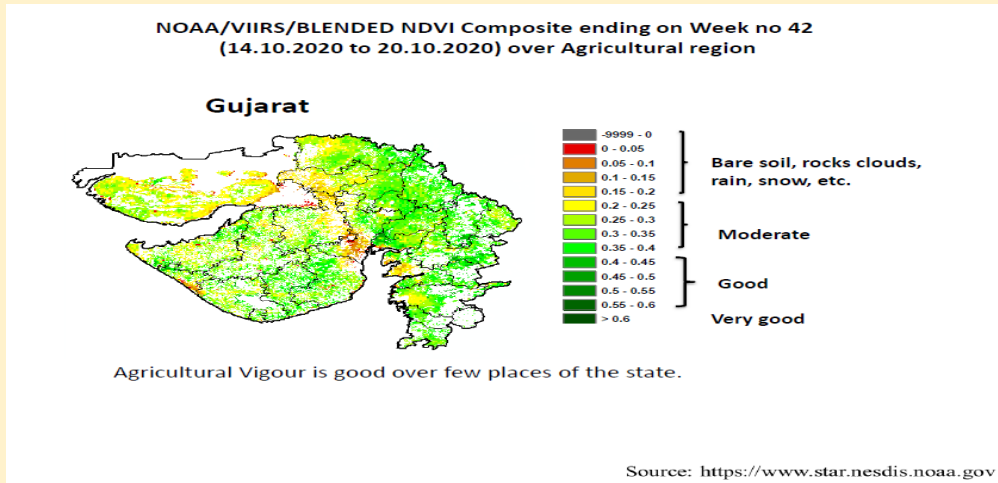 NOAA/VIIRS/BLENDED NDVI Composite ending on Week no 42
(14.10.2020 to 20.10.2020) over Agricultural region
Gujarat
-9999 - 0
0 - 0.05
0.05 - 0.1
0.1 - 0.15
0.15 - 0.2
0.2 - 0.25
0.25 - 0.3
0.3 - 0.35
0.35 - 0.4
0.4 - 0.45
0.45 - 0.5
0.5 - 0.55
0.55 - 0.6
> 0.6
Bare soil, rocks clouds,
rain, snow, etc.
Moderate
Good
Very good
Agricultural Vigour is good over few places of the state.
Source: https://www.star.nesdis.noaa.gov